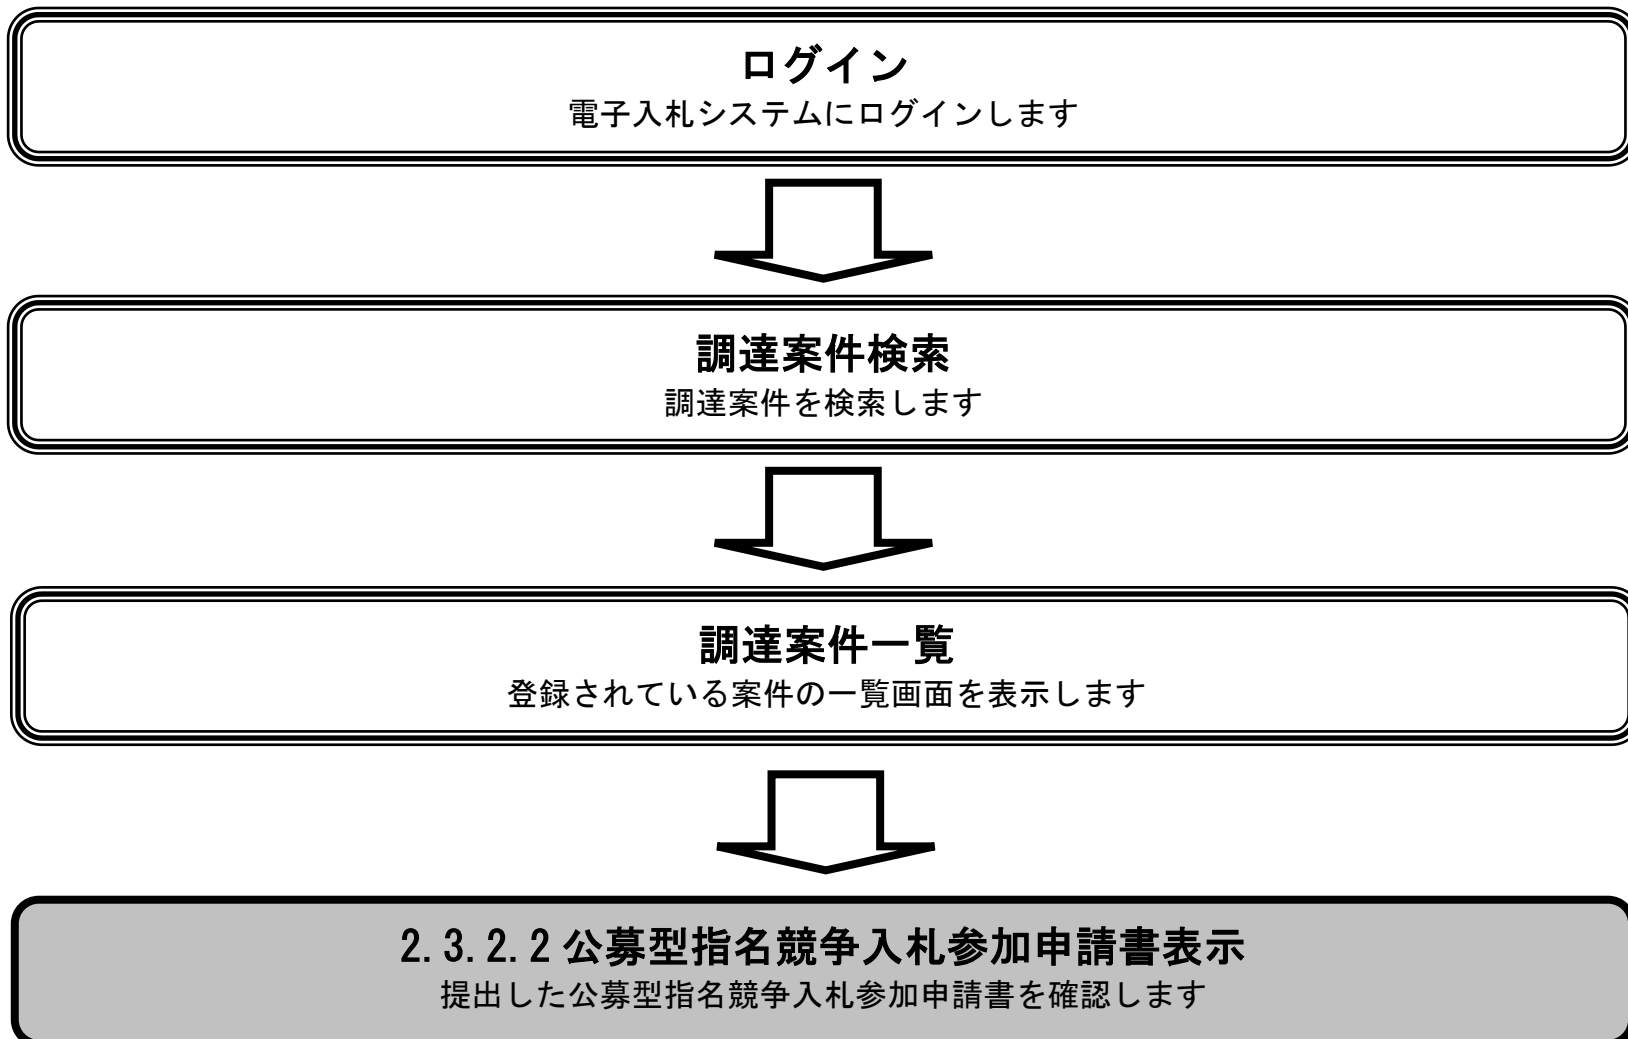 ログイン
電子入札システムにログインします
調達案件検索
調達案件を検索します
調達案件一覧
登録されている案件の一覧画面を表示します
2.3.2.2 公募型指名競争入札参加申請書表示
提出した公募型指名競争入札参加申請書を確認します